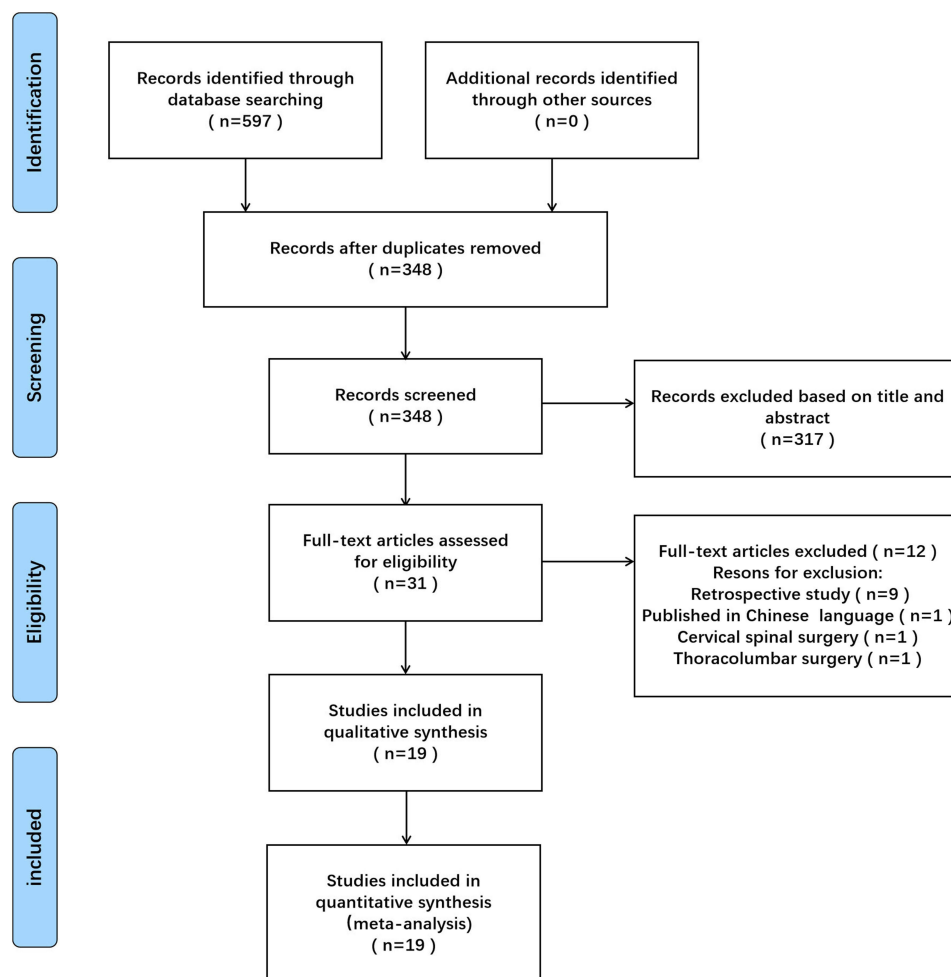 Identification
Records identified through
database searching
( n=597 )
Additional records identified
through other sources
( n=0 )
Records after duplicates removed
( n=348 )
Screening
Records screened
( n=348 )
Records excluded based on title and
abstract
( n=317 )
Eligibility
Full-text articles assessed
for eligibility
( n=31 )
Full-text articles excluded ( n=12 )
Resons for exclusion:
Retrospective study ( n=9 )
Published in Chinese language ( n=1 )
Cervical spinal surgery ( n=1 )
Thoracolumbar surgery ( n=1 )
Studies included in
qualitative synthesis
( n=19 )
included
Studies included in
quantitative synthesis
(meta-analysis)
( n=19 )